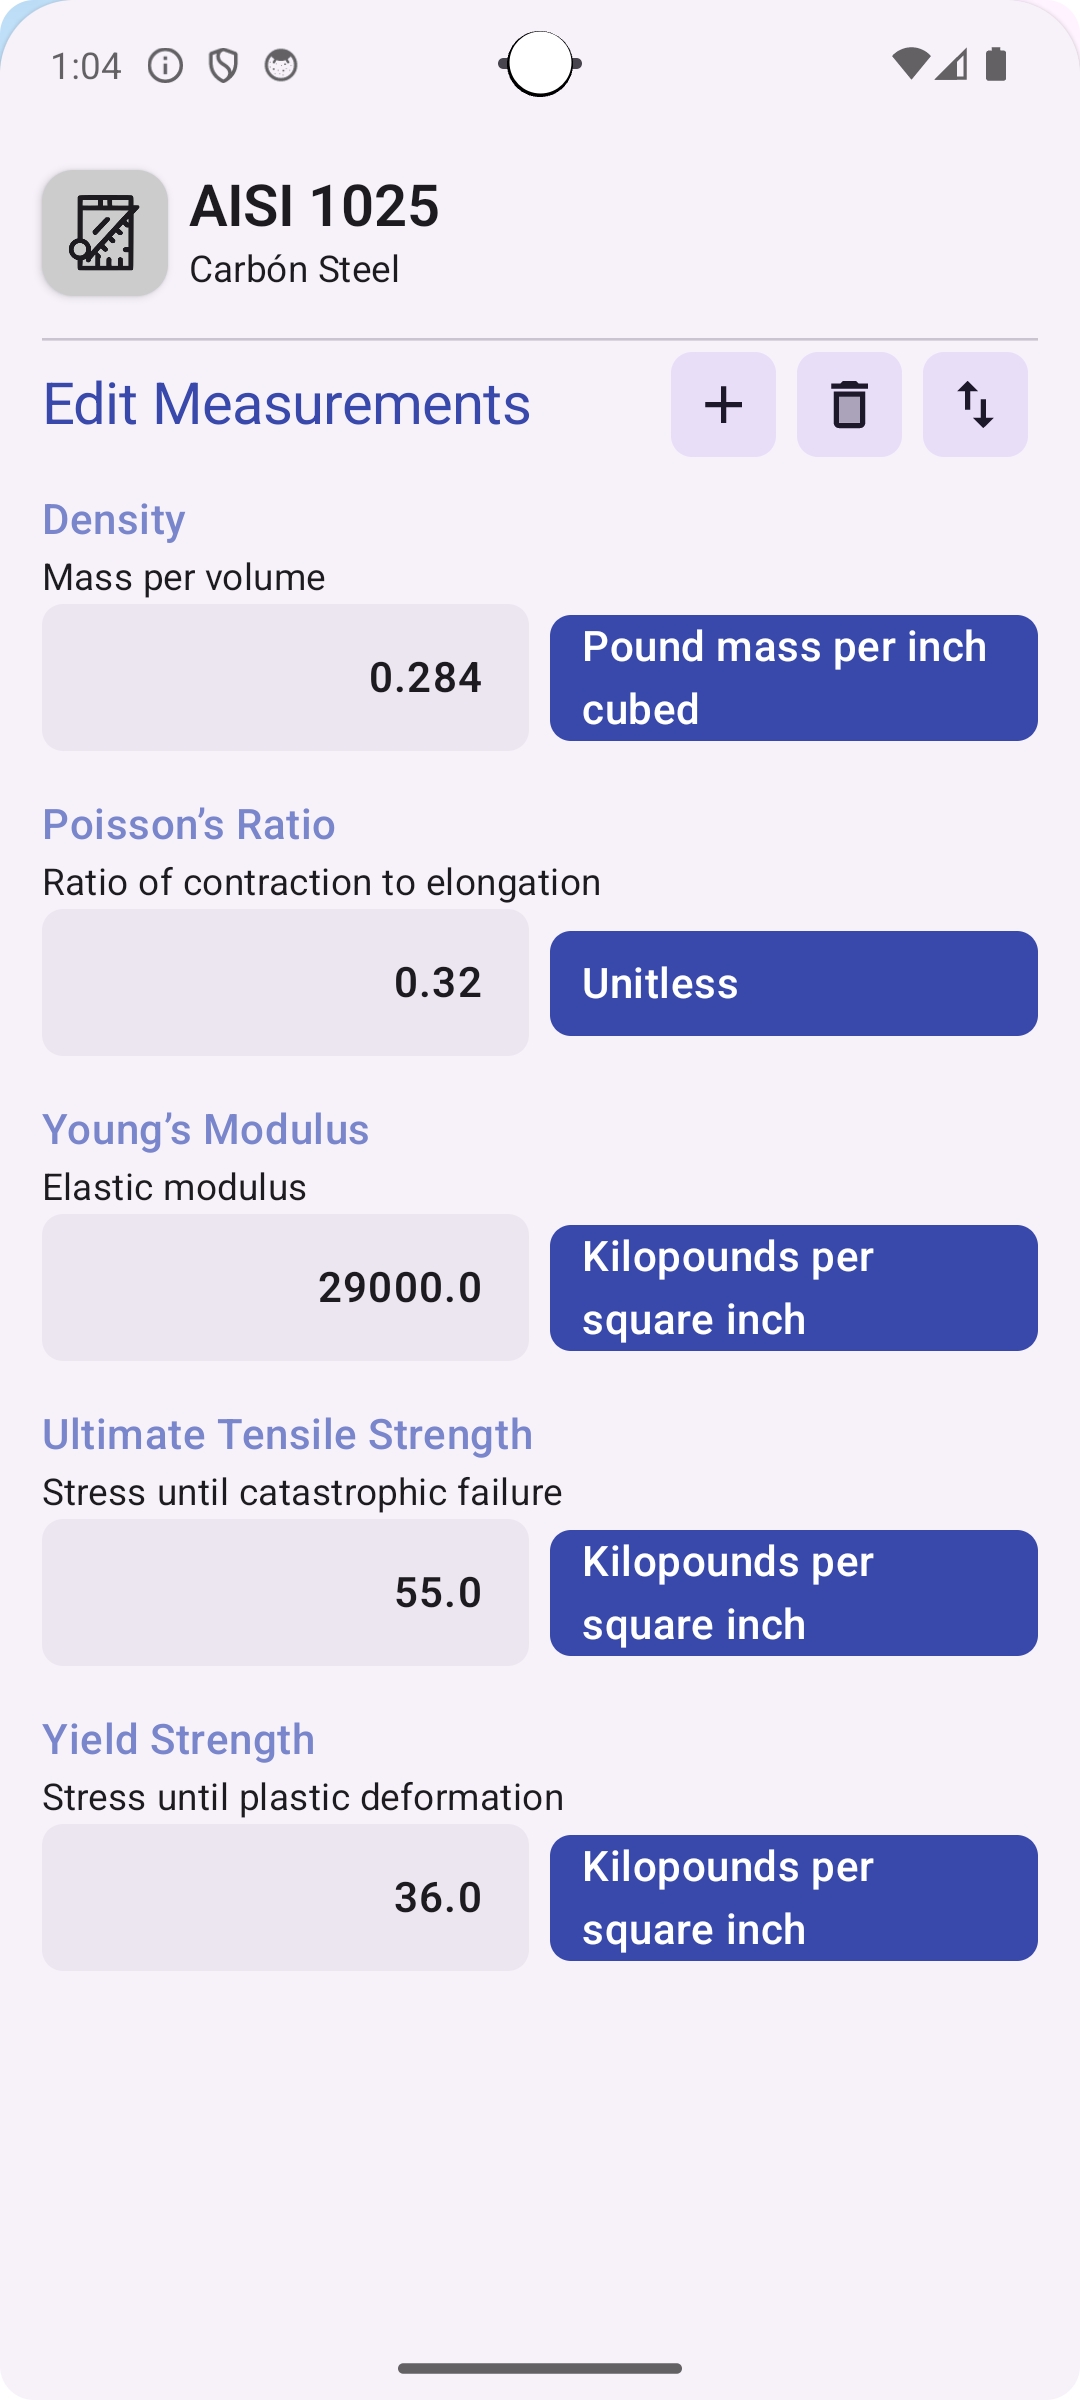 1:04
AISI 1025
Carbón Steel
Edit Measurements
Density
Mass per volume
0.284
Pound mass per inch
cubed
Poisson’s Ratio
Ratio of contraction to elongation
0.32
Unitless
Young’s Modulus
Elastic modulus
29000.0
Kilopounds per
square inch
Ultimate Tensile Strength
Stress until catastrophic failure
55.0
Kilopounds per
square inch
Yield Strength
Stress until plastic deformation
36.0
Kilopounds per
square inch